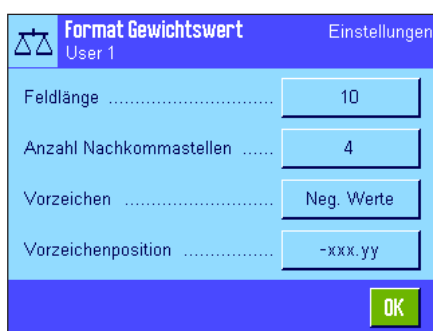 Format Gewichtswert Einstellungen
User 1
Feldlänge ............................... 10
Anzahl Nachkommastellen ...... 4
Vorzeichen ............................ Neg. Werte
Vorzeichenposition ................. -xxx.yy
OK